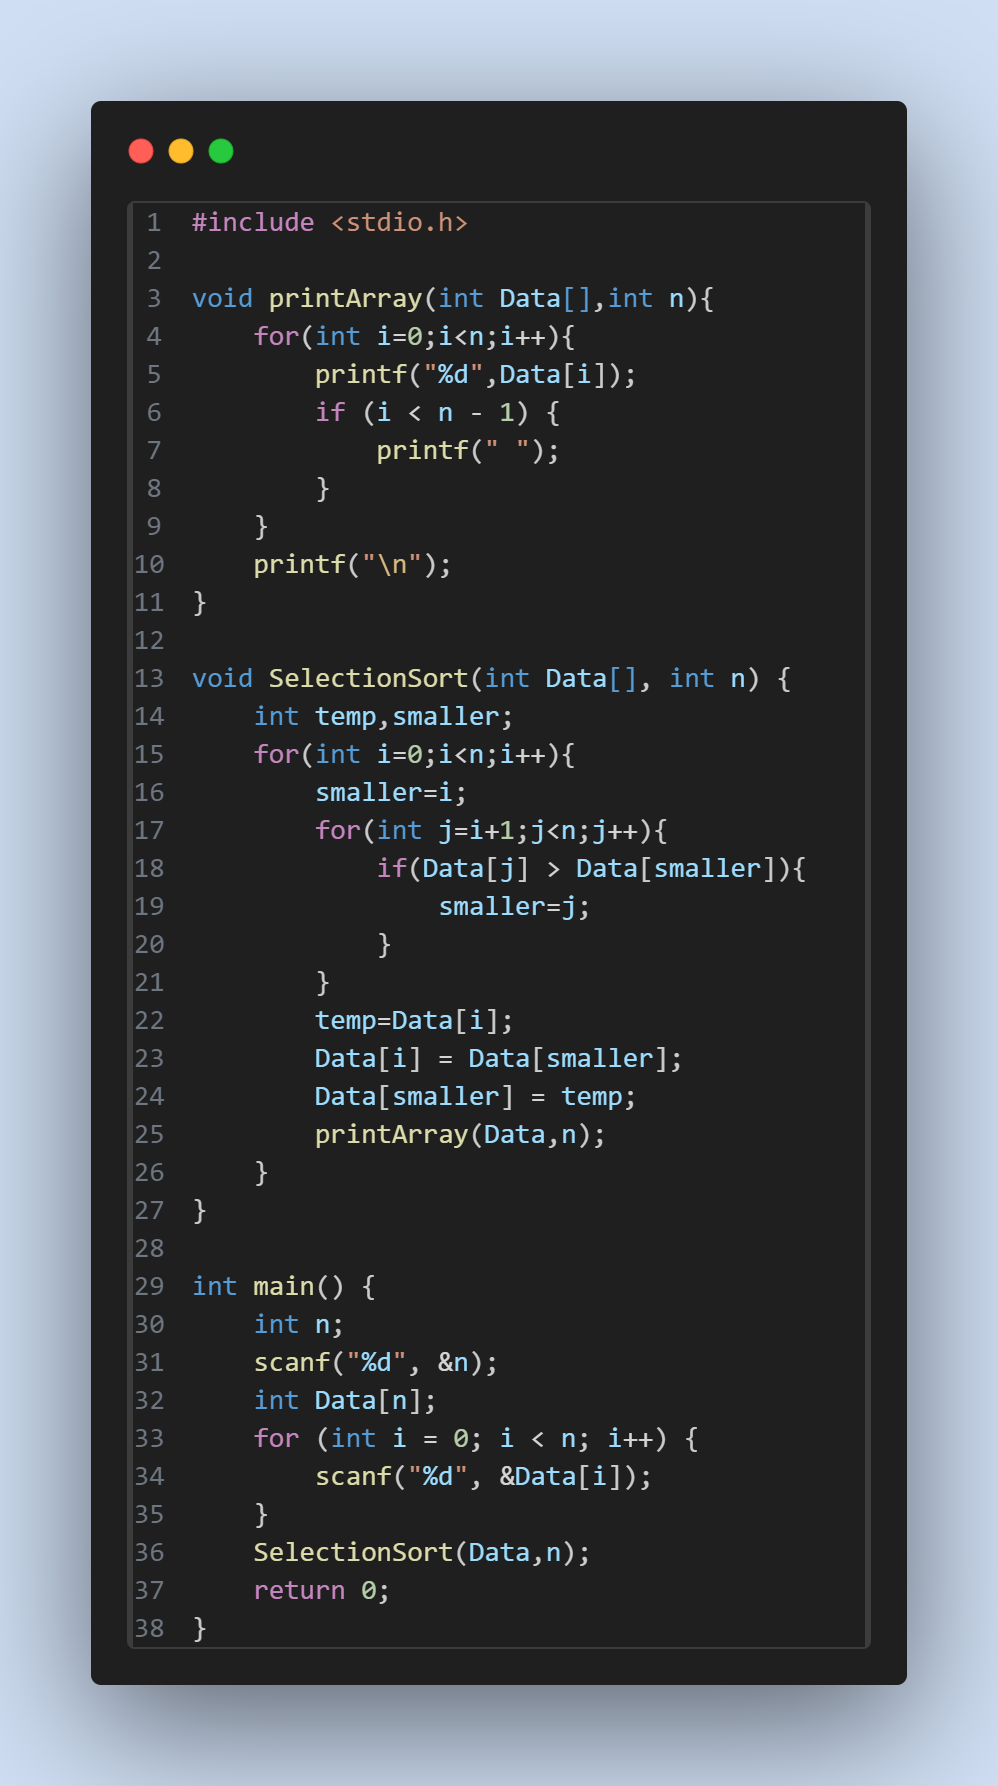 1 #include <stdio.h>
2
3 void printArray(int Data[],int n){
4     for(int i=0;i<n;i++){
5         printf("%d",Data[i]);
6         if (i < n - 1) {
7             printf(" ");
8         }
9     }
10     printf("\n");
11 }
12
13 void SelectionSort(int Data[], int n) {
14     int temp,smaller;
15     for(int i=0;i<n;i++){
16         smaller=i;
17         for(int j=i+1;j<n;j++){
18             if(Data[j] > Data[smaller]){
19                 smaller=j;
20             }
21         }
22         temp=Data[i];
23         Data[i] = Data[smaller];
24         Data[smaller] = temp;
25         printArray(Data,n);
26     }
27 }
28
29 int main() {
30     int n;
31     scanf("%d", &n);
32     int Data[n];
33     for (int i = 0; i < n; i++) {
34         scanf("%d", &Data[i]);
35     }
36     SelectionSort(Data,n);
37     return 0;
38 }